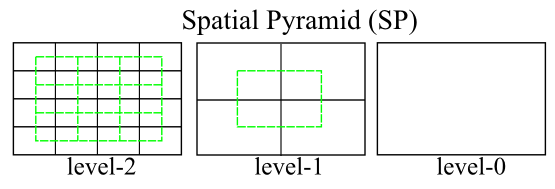 Spatial Pyramid (SP)
level-2
level-1
level-0